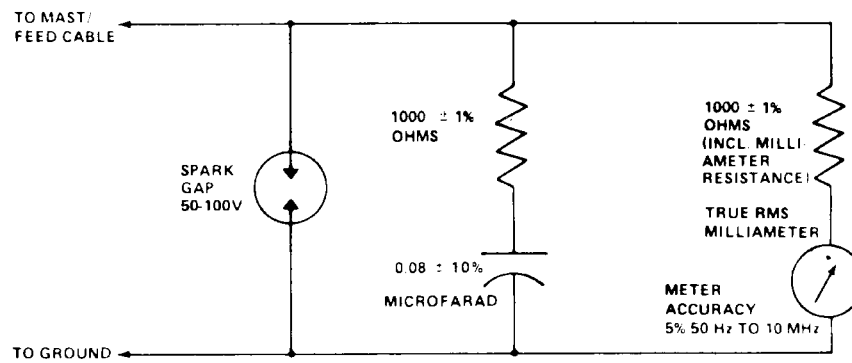 TO MAST/
FEED CABLE
SPARK
GAP
50-100V
1000 ± 1%
OHMS
0.08 ± 10%
MICROFARAD
1000 ± 1%
OHMS
(INCL. MILLI-
AMETER
RESISTANCE)
TRUE RMS
MILLIAMETER
METER
ACCURACY
5% 50 Hz TO 10 MHz
TO GROUND